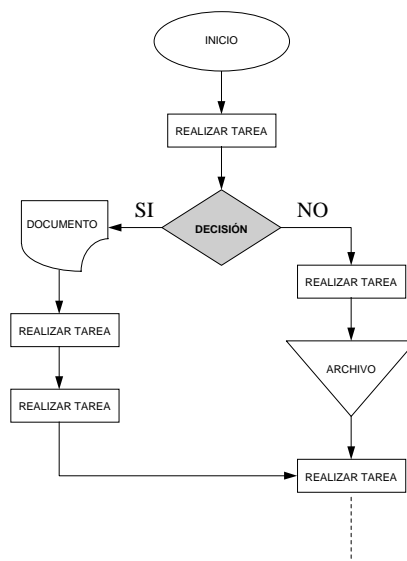 INICIO
REALIZAR TAREA
SI
NO
DOCUMENTO
DECISIÓN
REALIZAR TAREA
REALIZAR TAREA
ARCHIVO
REALIZAR TAREA
REALIZAR TAREA